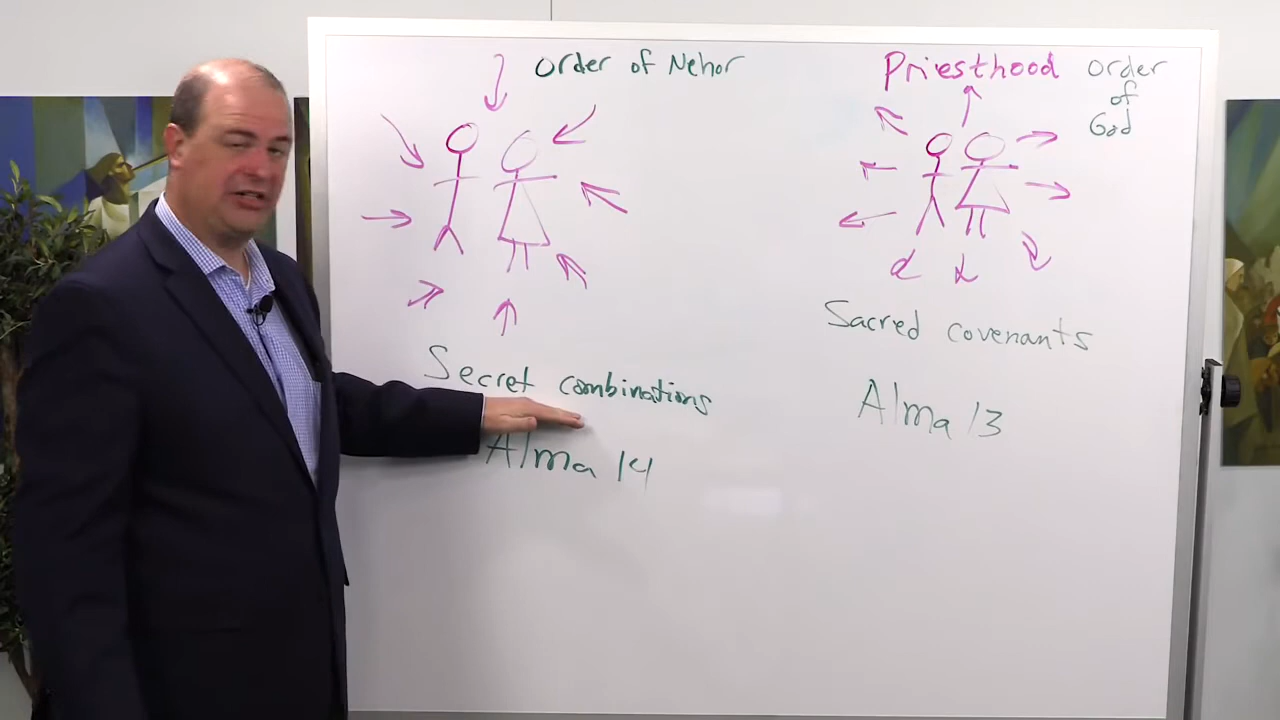 Order of Nehor
Secret combinations
Alma 14
Priesthood
Order
of
God
Sacred covenants
Alma 13